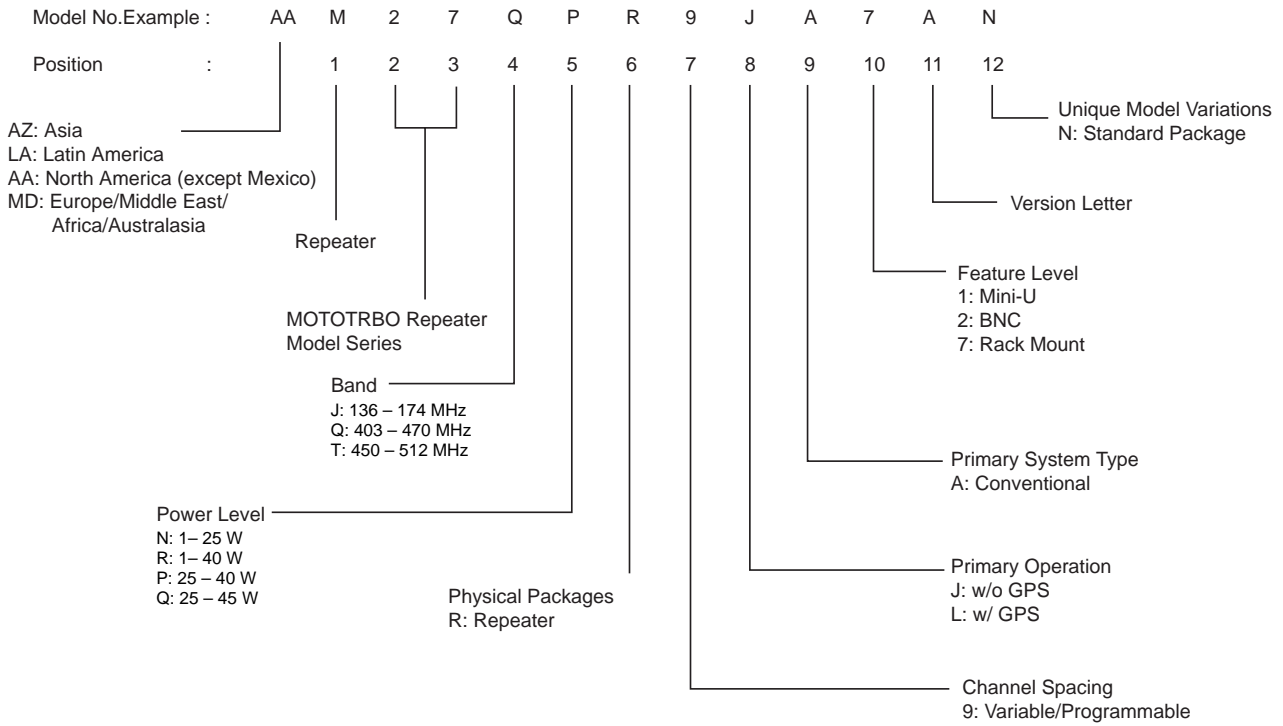 Model No.Example : AA M 2 7 Q P R 9 J A 7 A N
Position : 1 2 3 4 5 6 7 8 9 10 11 12
AZ: Asia
LA: Latin America
AA: North America (except Mexico)
MD: Europe/Middle East/
Africa/Australasia
Repeater
MOTOTRBO Repeater
Model Series
Band
J: 136 – 174 MHz
Q: 403 – 470 MHz
T: 450 – 512 MHz
Power Level
N: 1– 25 W
R: 1– 40 W
P: 25 – 40 W
Q: 25 – 45 W
Physical Packages
R: Repeater
Unique Model Variations
N: Standard Package
Version Letter
Feature Level
1: Mini-U
2: BNC
7: Rack Mount
Primary System Type
A: Conventional
Primary Operation
J: w/o GPS
L: w/ GPS
Channel Spacing
9: Variable/Programmable